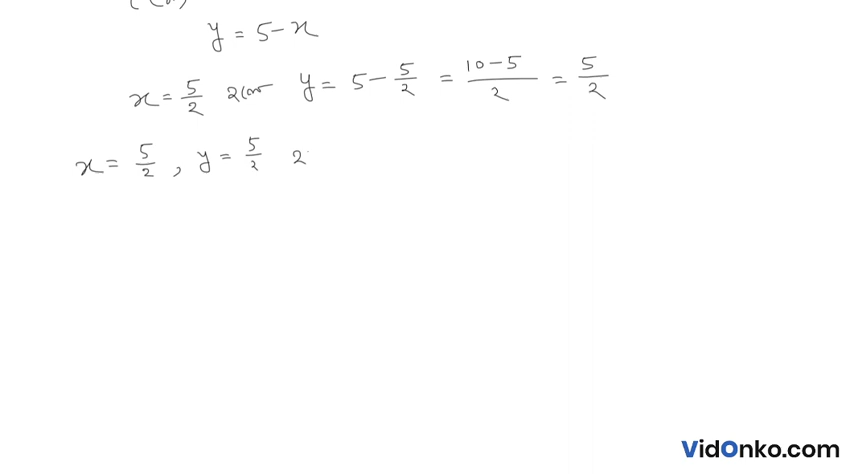 y = 5 - x
x = 5/2 হলে y = 5 - 5/2 = (10 - 5)/2 = 5/2
x = 5/2 , y = 5/2
VidOnko.com